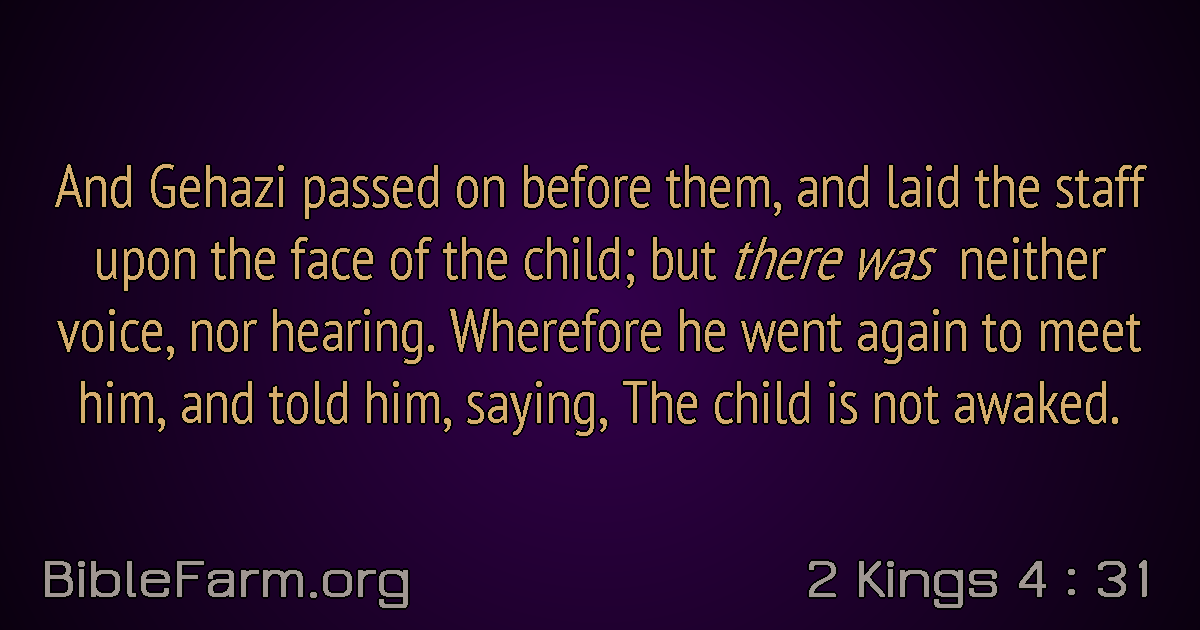 And Gehazi passed on before them, and laid the staff
upon the face of the child; but there was neither
voice, nor hearing. Wherefore he went again to meet
him, and told him, saying, The child is not awaked.
BibleFarm.org
2 Kings 4 : 31